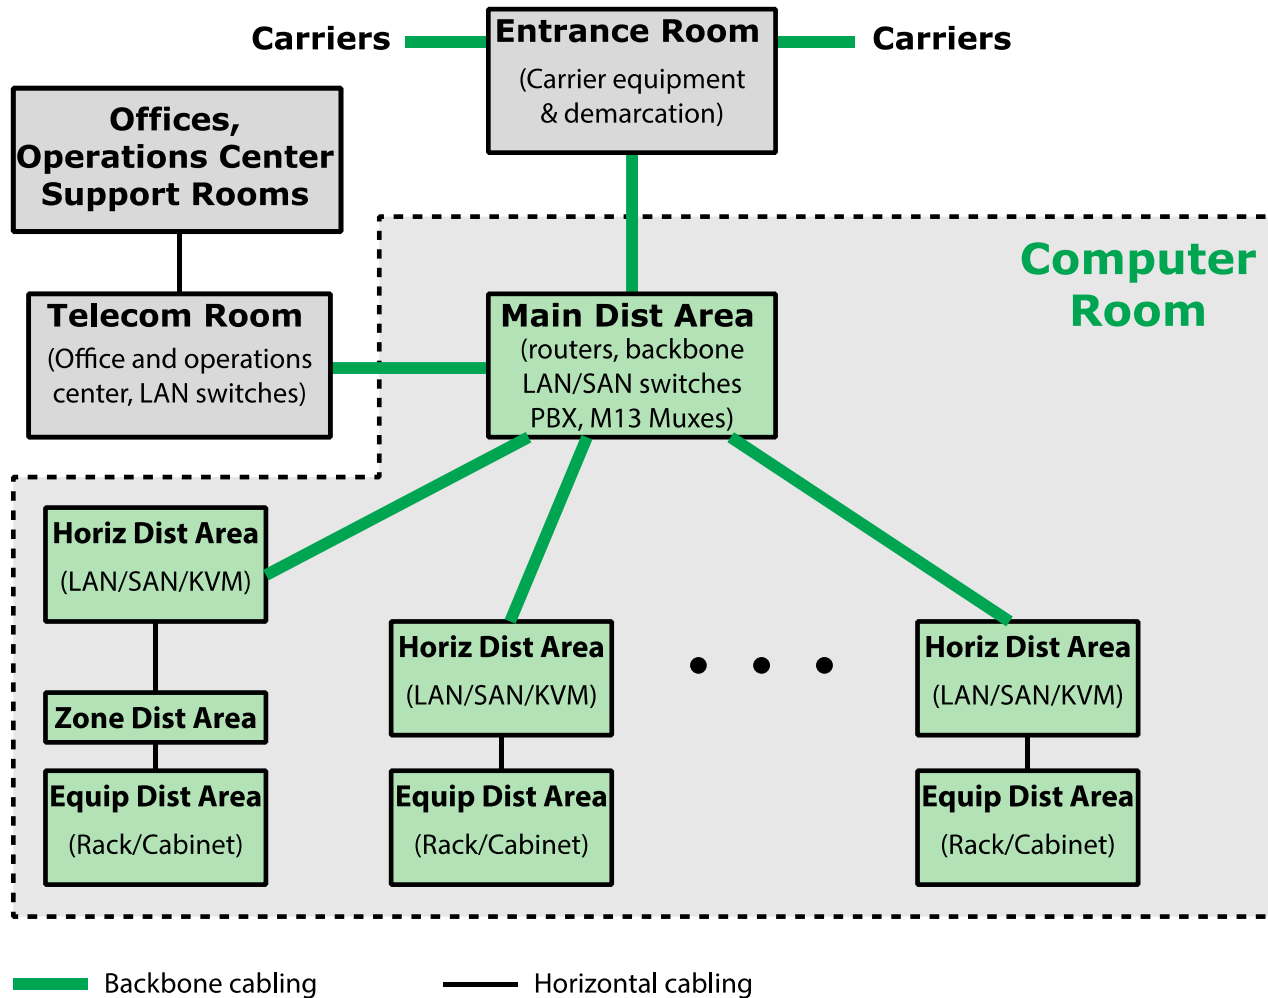 Carriers
Entrance Room
(Carrier equipment
& demarcation)
Carriers
Offices,
Operations Center
Support Rooms
Computer
Room
Telecom Room
(Office and operations
center, LAN switches)
Main Dist Area
(routers, backbone
LAN/SAN switches
PBX, M13 Muxes)
Horiz Dist Area
(LAN/SAN/KVM)
Zone Dist Area
Equip Dist Area
(Rack/Cabinet)
Horiz Dist Area
(LAN/SAN/KVM)
Equip Dist Area
(Rack/Cabinet)
Horiz Dist Area
(LAN/SAN/KVM)
Equip Dist Area
(Rack/Cabinet)
Backbone cabling
Horizontal cabling